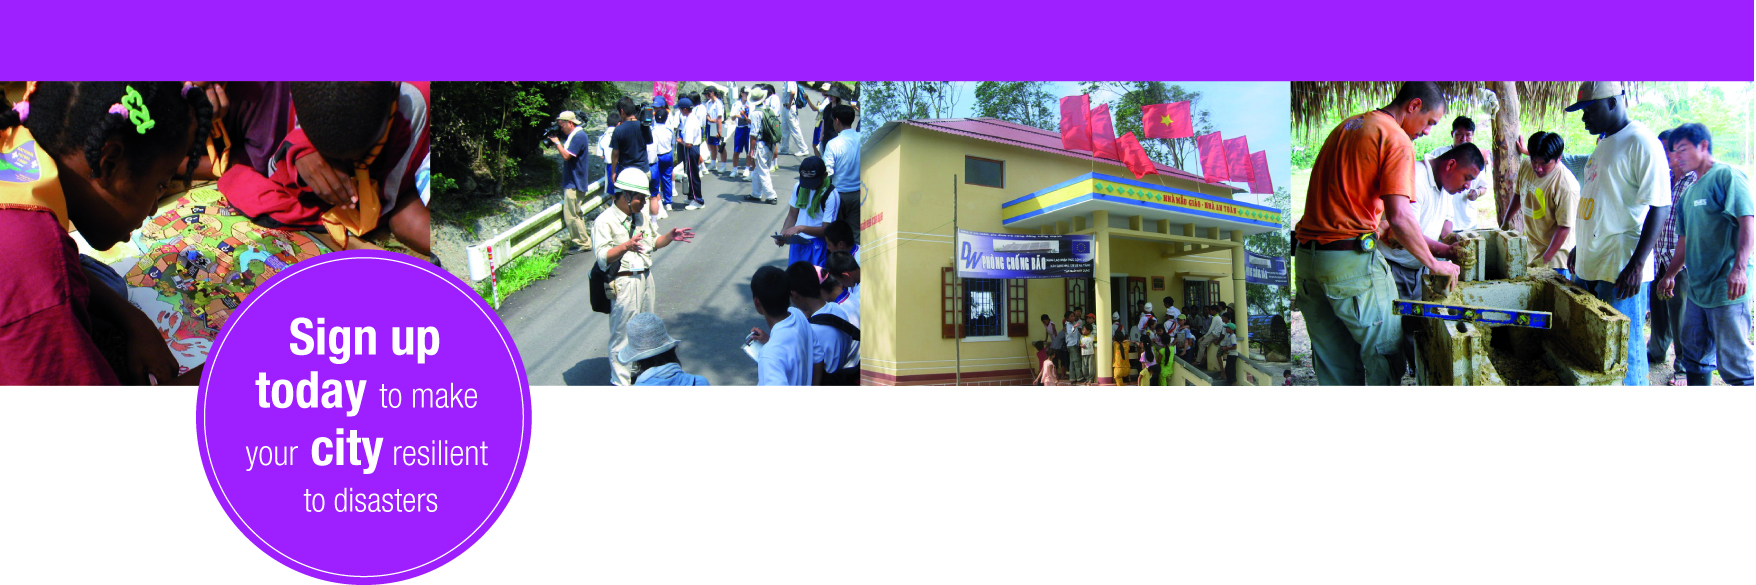 Sign up
today to make
your city resilient
to disasters
NHÀ MẪU GIÁO - NHÀ AN TOÀN
DW PHÒNG CHỐNG BÃO